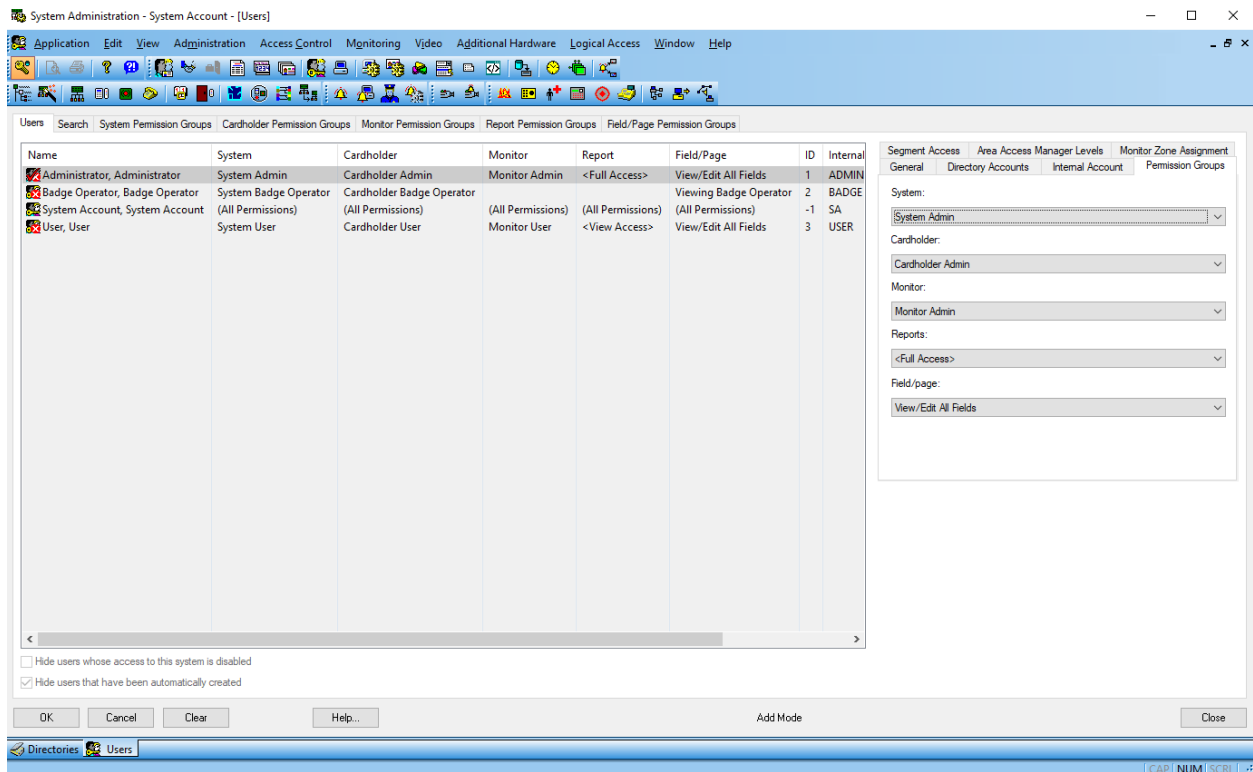 System Administration - System Account - [Users]
Application Edit View Administration Access Control Monitoring Video Additional Hardware Logical Access Window Help
Users Search System Permission Groups Cardholder Permission Groups Monitor Permission Groups Report Permission Groups Field/Page Permission Groups
Name System Cardholder Monitor Report Field/Page ID Internal
Administrator, Administrator System Admin Cardholder Admin Monitor Admin <Full Access> View/Edit All Fields 1 ADMIN
Badge Operator, Badge Operator System Badge Operator Cardholder Badge Operator Viewing Badge Operator 2 BADGE
System Account, System Account (All Permissions) (All Permissions) (All Permissions) (All Permissions) (All Permissions) -1 SA
User, User System User Cardholder User Monitor User <View Access> View/Edit All Fields 3 USER
Segment Access Area Access Manager Levels Monitor Zone Assignment
General Directory Accounts Internal Account Permission Groups
System:
System Admin
Cardholder:
Cardholder Admin
Monitor:
Monitor Admin
Reports:
<Full Access>
Field/page:
View/Edit All Fields
Hide users whose access to this system is disabled
Hide users that have been automatically created
OK Cancel Clear Help... Add Mode Close
Directories Users
CAP NUM SCRL